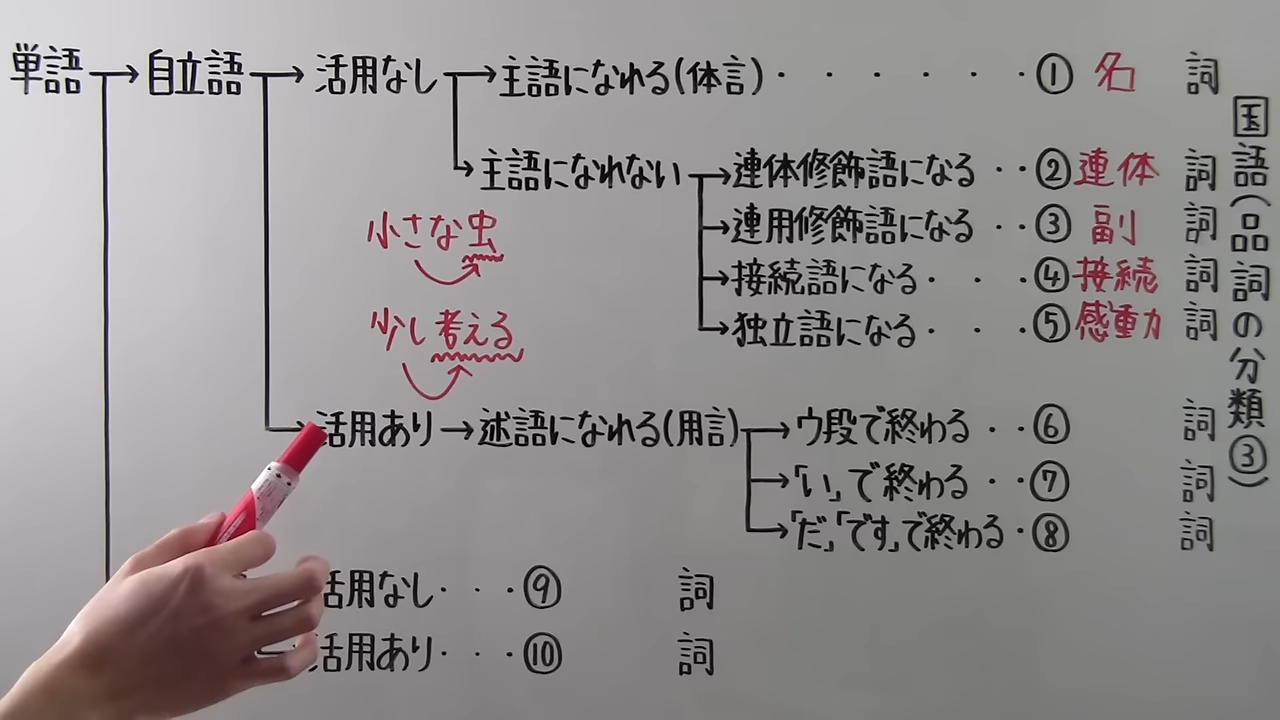 国語(品詞の分類③)
単語→自立語→活用なし→主語になれる(体言)・・・・・・①名詞
→主語になれない→連体修飾語になる・・②連体詞
→連用修飾語になる・・③副詞
→接続語になる・・・④接続詞
→独立語になる・・・⑤感動詞
小さな虫
少し考える
→活用あり→述語になれる(用言)→ウ段で終わる・・⑥詞
→「い」で終わる・・⑦詞
→「だ」「です」で終わる・⑧詞
活用なし・・・⑨詞
活用あり・・・⑩詞